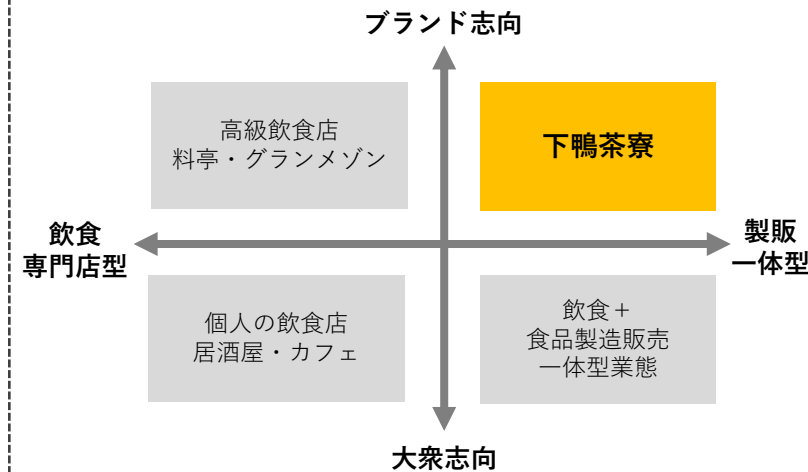 ブランド志向
高級飲食店
料亭・グランメゾン
下鴨茶寮
飲食
専門店型
製販
一体型
個人の飲食店
居酒屋・カフェ
飲食＋
食品製造販売
一体型業態
大衆志向